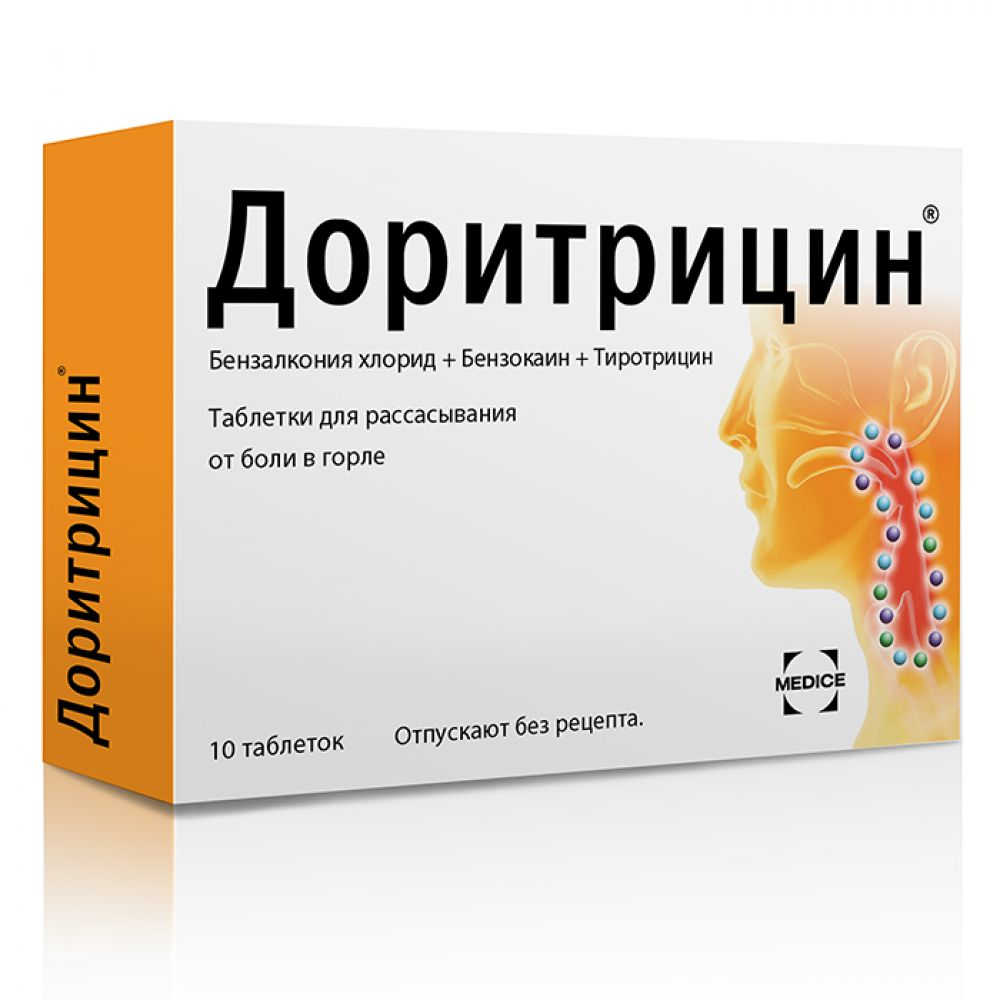 Доритрицин®
Бензалкония хлорид + Бензокаин + Тиротрицин
Таблетки для рассасывания
от боли в горле
MEDICE
10 таблеток
Отпускают без рецепта.
Доритрицин®